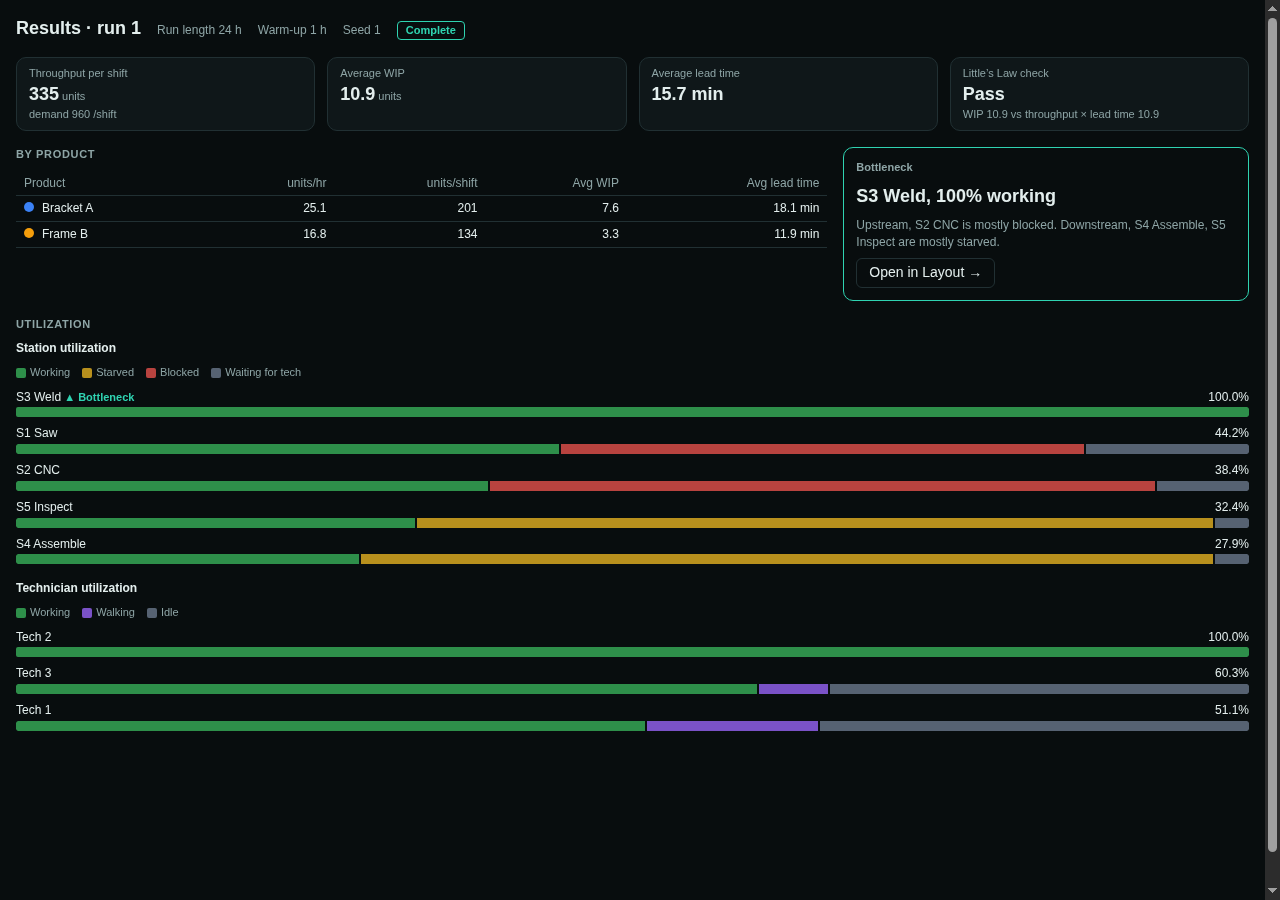 Results · run 1 Run length 24 h Warm-up 1 h Seed 1 Complete
Throughput per shift
335 units
demand 960 /shift
Average WIP
10.9 units
Average lead time
15.7 min
Little's Law check
Pass
WIP 10.9 vs throughput × lead time 10.9
BY PRODUCT
Product units/hr units/shift Avg WIP Avg lead time
Bracket A 25.1 201 7.6 18.1 min
Frame B 16.8 134 3.3 11.9 min
Bottleneck
S3 Weld, 100% working
Upstream, S2 CNC is mostly blocked. Downstream, S4 Assemble, S5
Inspect are mostly starved.
Open in Layout →
UTILIZATION
Station utilization
Working Starved Blocked Waiting for tech
S3 Weld ▲ Bottleneck 100.0%
S1 Saw 44.2%
S2 CNC 38.4%
S5 Inspect 32.4%
S4 Assemble 27.9%
Technician utilization
Working Walking Idle
Tech 2 100.0%
Tech 3 60.3%
Tech 1 51.1%